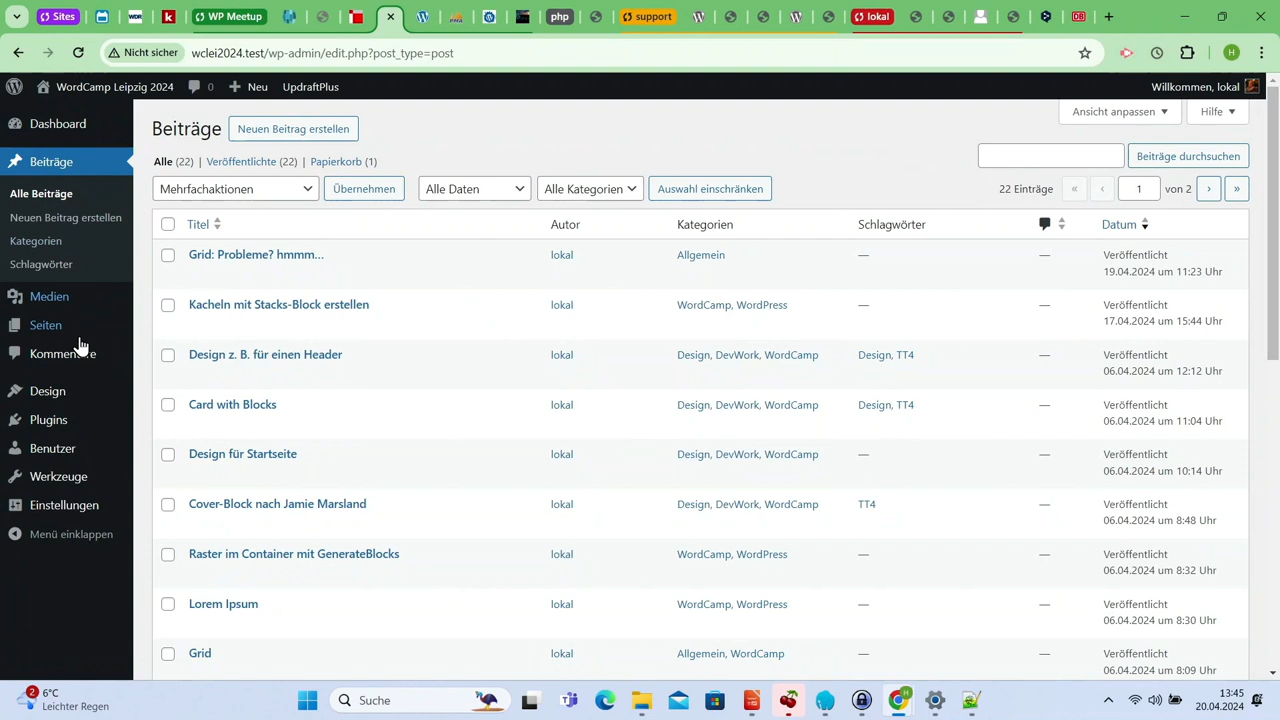 Sites
WP Meetup
php
support
lokal
DB
Nicht sicher
wclei2024.test/wp-admin/edit.php?post_type=post
H
WordCamp Leipzig 2024
0
Neu
UpdraftPlus
Willkommen, lokal
Dashboard
Beiträge
Alle Beiträge
Neuen Beitrag erstellen
Kategorien
Schlagwörter
Medien
Seiten
Kommentare
Design
Plugins
Benutzer
Werkzeuge
Einstellungen
Menü einklappen
Beiträge
Neuen Beitrag erstellen
Ansicht anpassen
Hilfe
Alle (22) | Veröffentlichte (22) | Papierkorb (1)
Beiträge durchsuchen
Mehrfachaktionen
Übernehmen
Alle Daten
Alle Kategorien
Auswahl einschränken
22 Einträge « ‹ 1 von 2 › »
Titel Autor Kategorien Schlagwörter Datum
Grid: Probleme? hmmm... lokal Allgemein — — Veröffentlicht
19.04.2024 um 11:23 Uhr
Kacheln mit Stacks-Block erstellen lokal WordCamp, WordPress — — Veröffentlicht
17.04.2024 um 15:44 Uhr
Design z. B. für einen Header lokal Design, DevWork, WordCamp Design, TT4 — Veröffentlicht
06.04.2024 um 12:12 Uhr
Card with Blocks lokal Design, DevWork, WordCamp Design, TT4 — Veröffentlicht
06.04.2024 um 11:04 Uhr
Design für Startseite lokal Design, DevWork, WordCamp — — Veröffentlicht
06.04.2024 um 10:14 Uhr
Cover-Block nach Jamie Marsland lokal Design, DevWork, WordCamp TT4 — Veröffentlicht
06.04.2024 um 8:48 Uhr
Raster im Container mit GenerateBlocks lokal WordCamp, WordPress — — Veröffentlicht
06.04.2024 um 8:32 Uhr
Lorem Ipsum lokal WordCamp, WordPress — — Veröffentlicht
06.04.2024 um 8:30 Uhr
Grid lokal Allgemein, WordCamp — — Veröffentlicht
06.04.2024 um 8:09 Uhr
2
6°C
Leichter Regen
Suche
13:45
20.04.2024